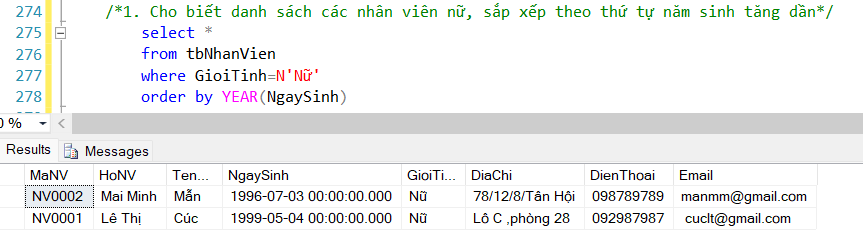 274 /*1. Cho biết danh sách các nhân viên nữ, sắp xếp theo thứ tự năm sinh tăng dần*/
275 select *
276 from tbNhanVien
277 where GioiTinh=N'Nữ'
278 order by YEAR(NgaySinh)
0 %
Results Messages
MaNV HoNV Ten... NgaySinh GioiTi... DiaChi DienThoai Email
NV0002 Mai Minh Mẫn 1996-07-03 00:00:00.000 Nữ 78/12/8/Tân Hội 098789789 manmm@gmail.com
NV0001 Lê Thị Cúc 1999-05-04 00:00:00.000 Nữ Lô C ,phòng 28 092987987 cuclt@gmail.com